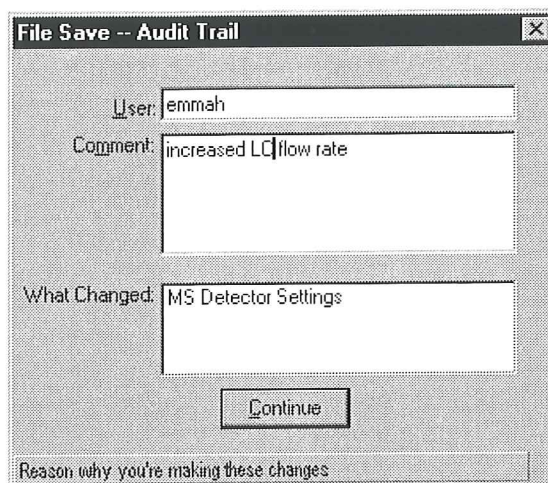 File Save -- Audit Trail
User: emmah
Comment: increased LC flow rate
What Changed: MS Detector Settings
Continue
Reason why you're making these changes